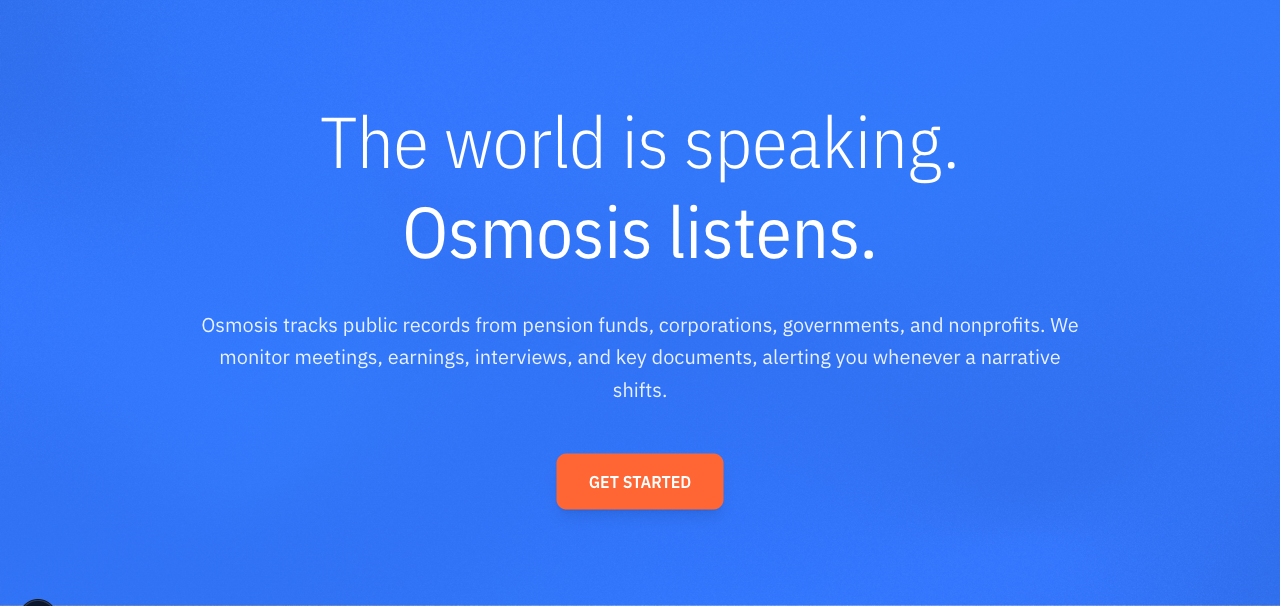 The world is speaking.
Osmosis listens.
Osmosis tracks public records from pension funds, corporations, governments, and nonprofits. We
monitor meetings, earnings, interviews, and key documents, alerting you whenever a narrative
shifts.
GET STARTED